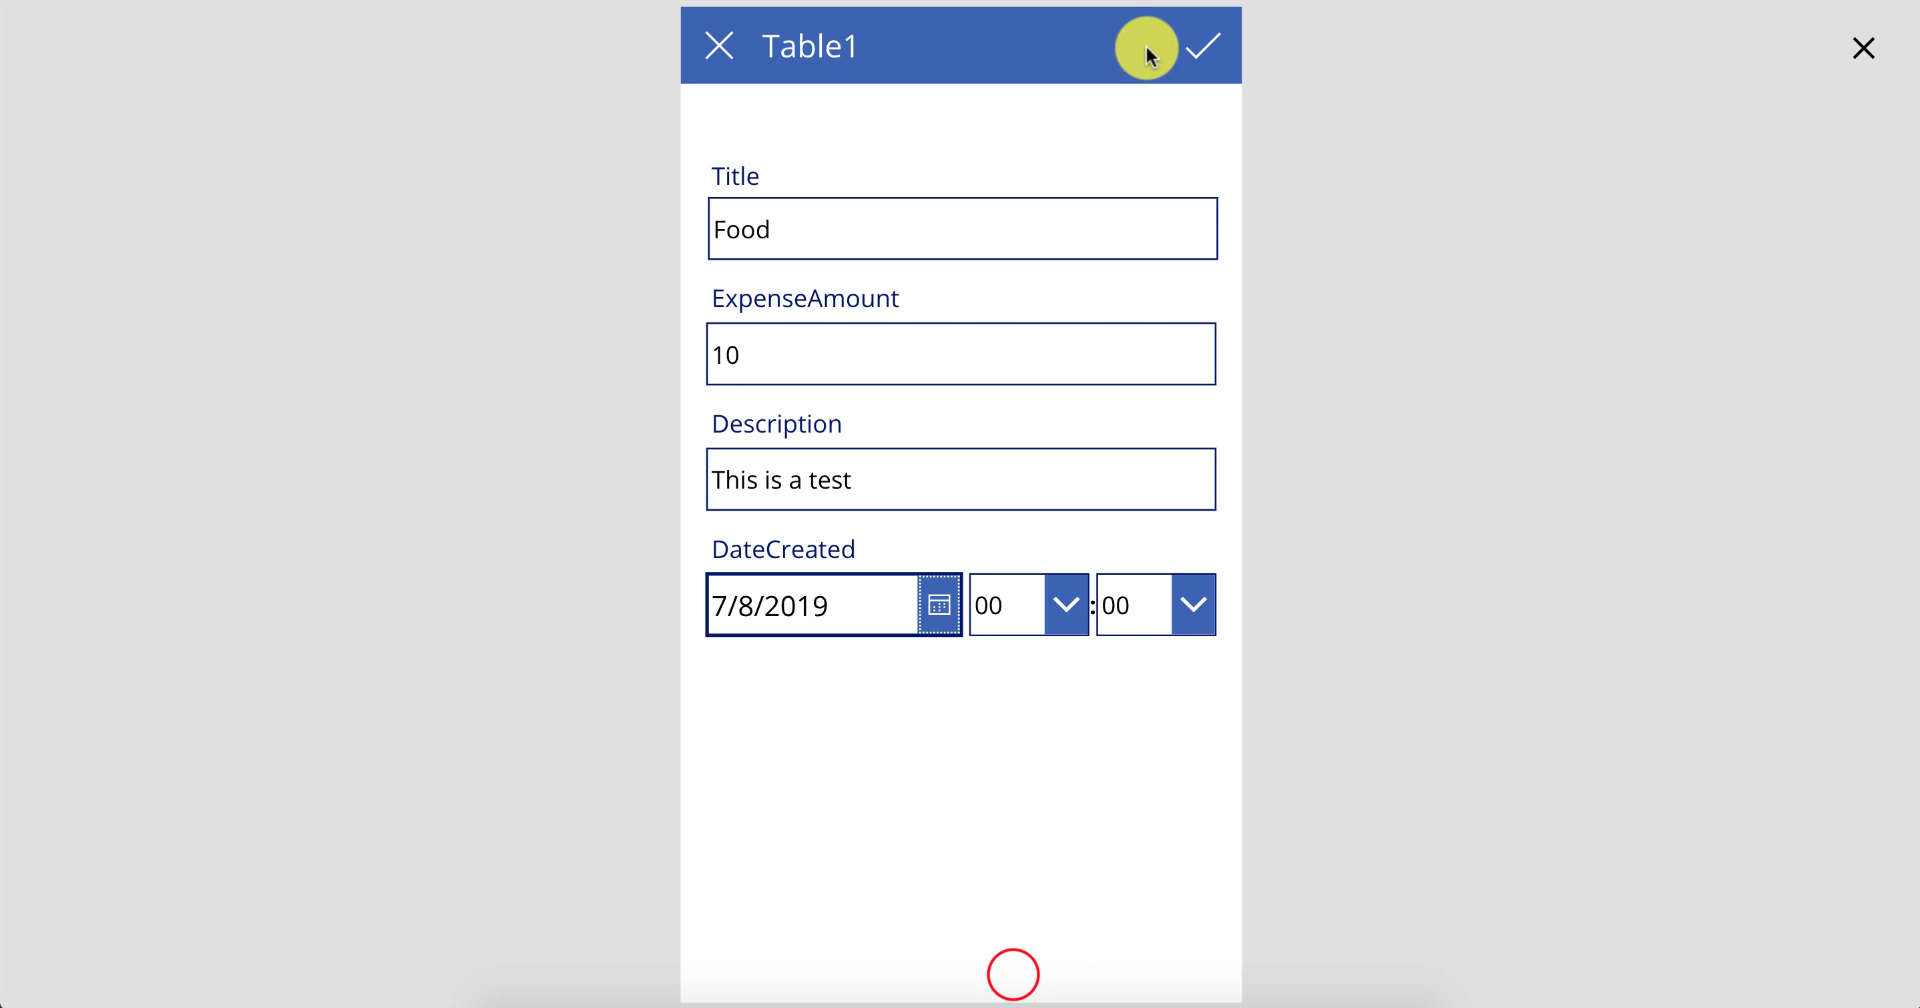 Table1
Title
Food
ExpenseAmount
10
Description
This is a test
DateCreated
7/8/2019 00 : 00